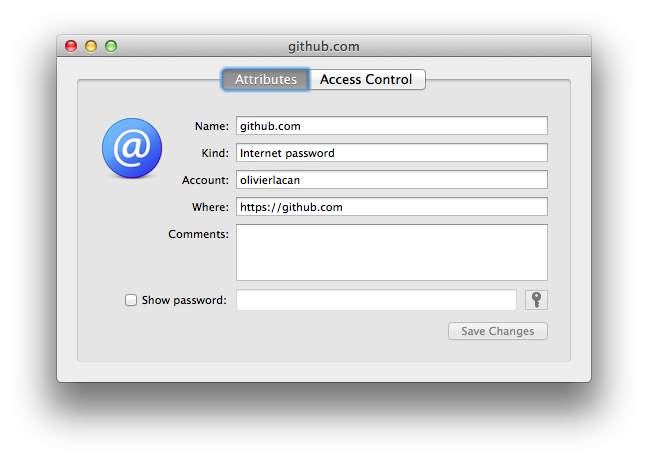 github.com
Attributes Access Control
Name: github.com
Kind: Internet password
Account: olivierlacan
Where: https://github.com
Comments:
Show password:
Save Changes